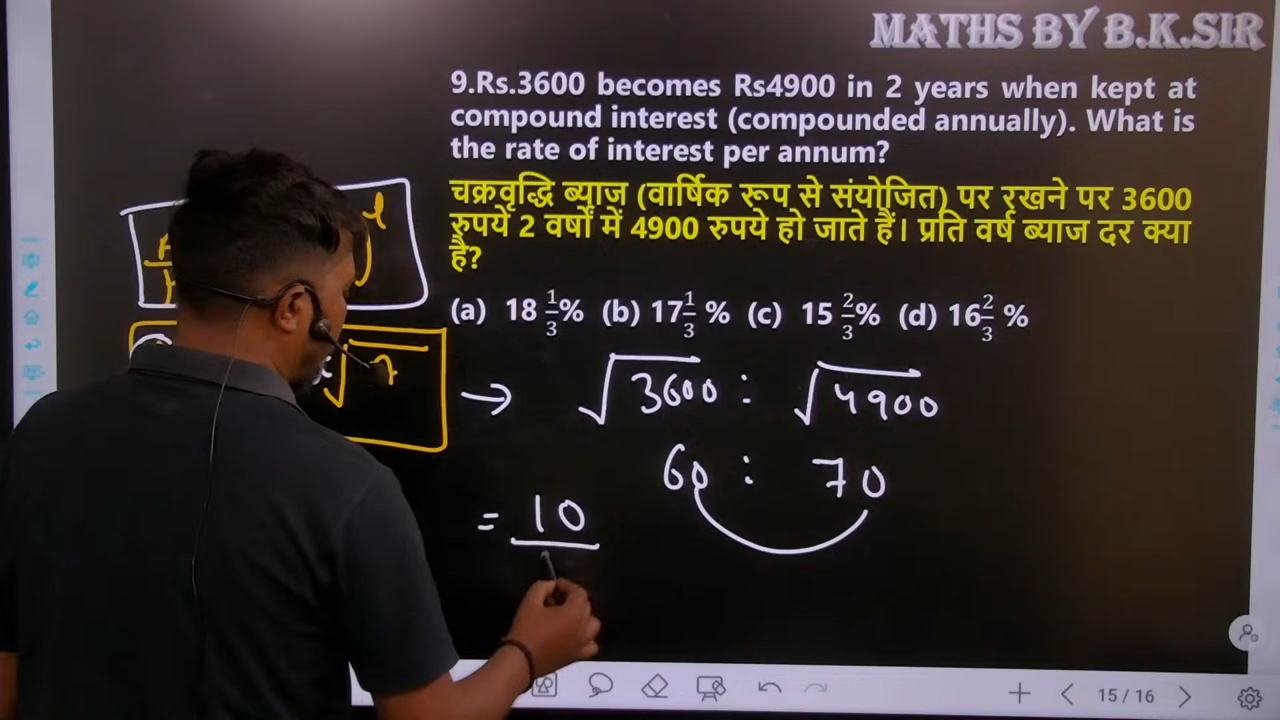 MATHS BY B.K.SIR
9.Rs.3600 becomes Rs4900 in 2 years when kept at
compound interest (compounded annually). What is
the rate of interest per annum?
चक्रवृद्धि ब्याज (वार्षिक रूप से संयोजित) पर रखने पर 3600
रुपयें 2 वर्षों में 4900 रुपये हो जाते हैं। प्रति वर्ष ब्याज दर क्या
है?
(a) 18 1/3% (b) 17 1/3 % (c) 15 2/3% (d) 16 2/3 %
→ √3600 : √4900
60 : 70
= 10
15 / 16